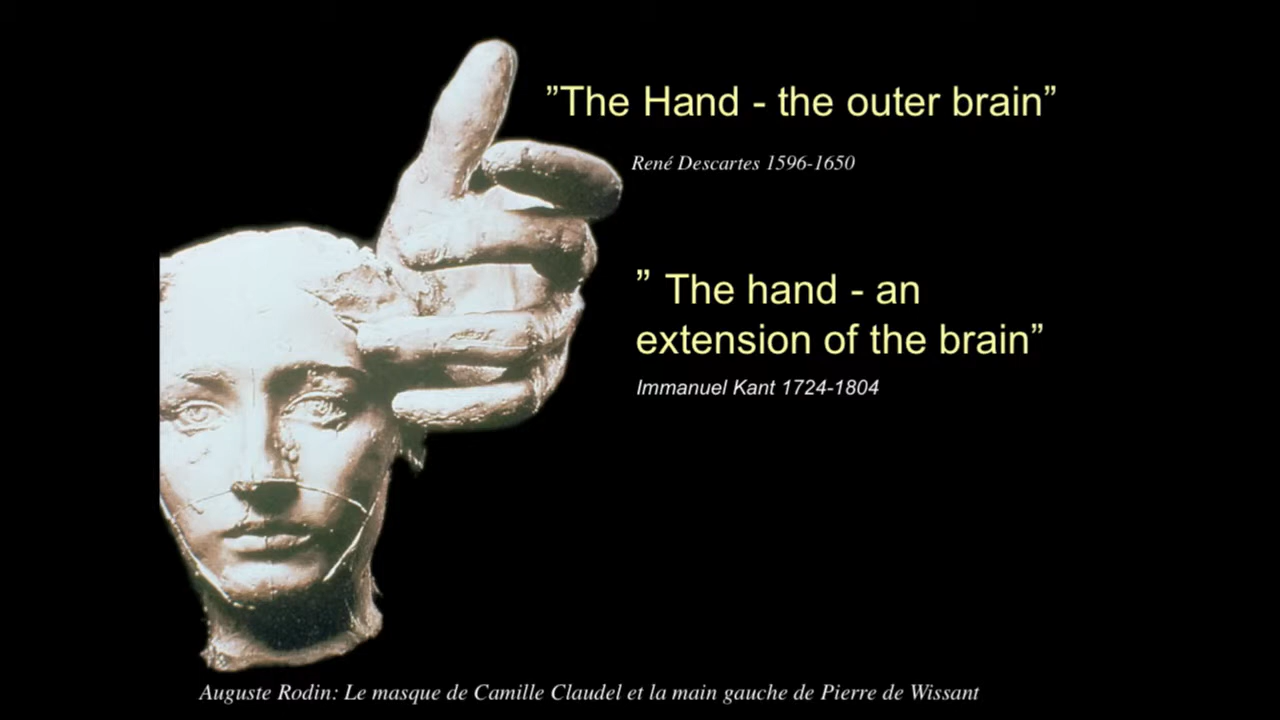 ”The Hand - the outer brain”
René Descartes 1596-1650
” The hand - an
extension of the brain”
Immanuel Kant 1724-1804
Auguste Rodin: Le masque de Camille Claudel et la main gauche de Pierre de Wissant